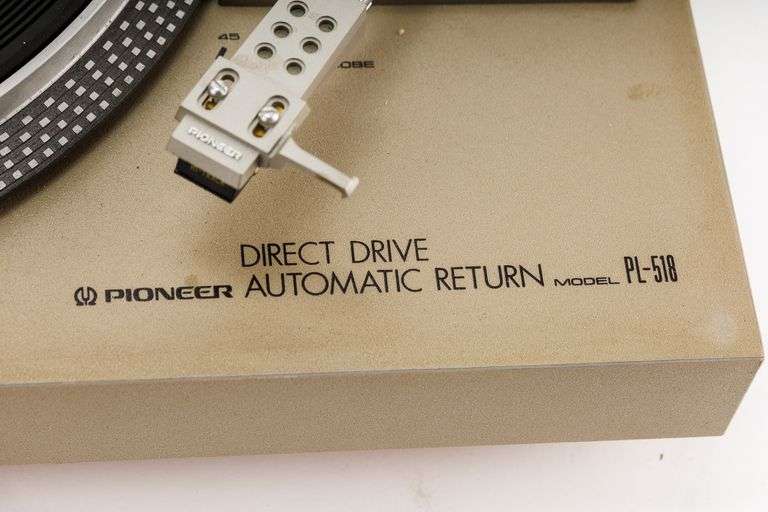 45
OBE
PIONEER
DIRECT DRIVE
PIONEER AUTOMATIC RETURN MODEL PL-518